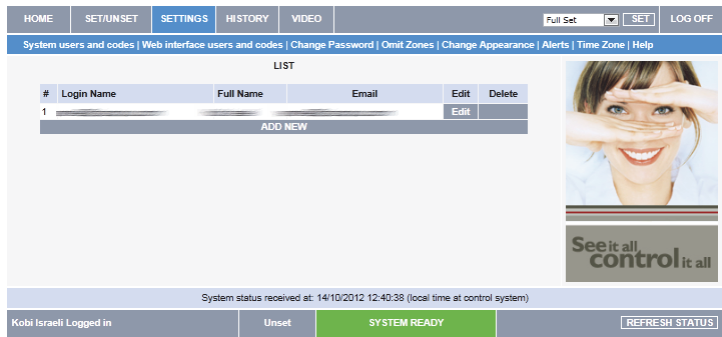 HOME SET/UNSET SETTINGS HISTORY VIDEO Full Set SET LOG OFF
System users and codes | Web interface users and codes | Change Password | Omit Zones | Change Appearance | Alerts | Time Zone | Help
LIST
# Login Name Full Name Email Edit Delete
1 Edit
ADD NEW
See it all
control it all
System status received at: 14/10/2012 12:40:38 (local time at control system)
Kobi Israeli Logged in Unset SYSTEM READY REFRESH STATUS